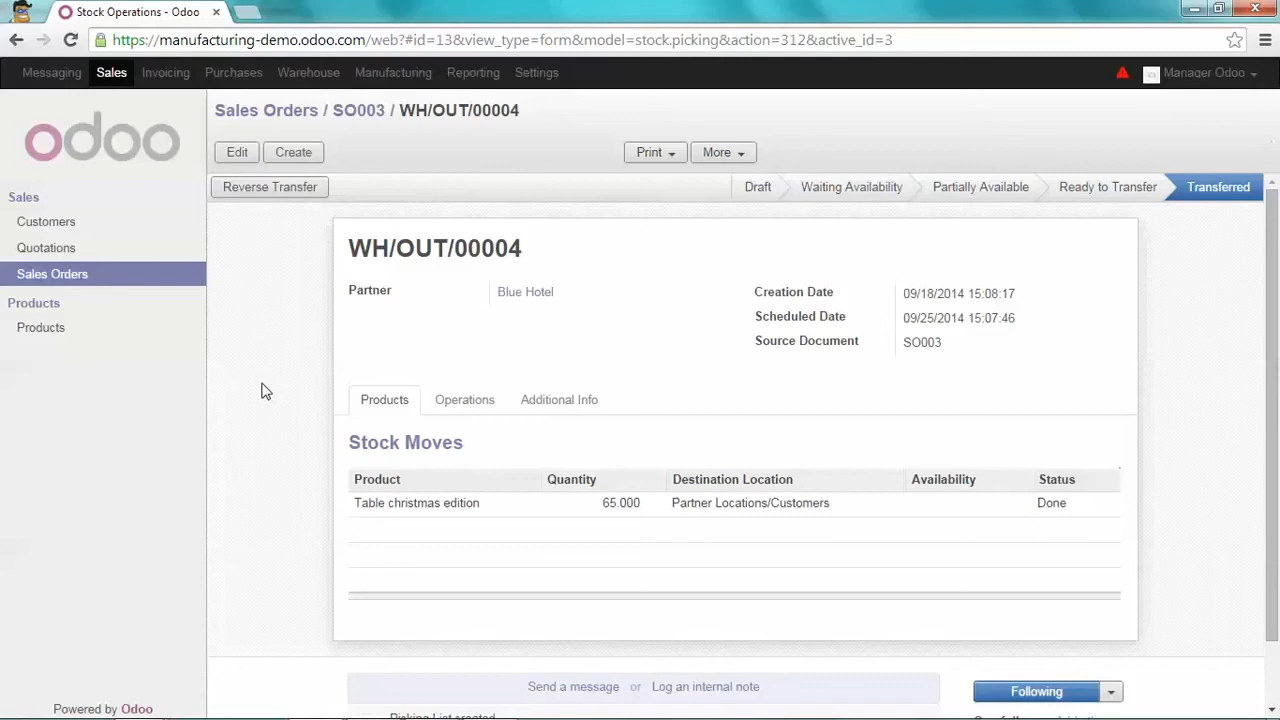 Stock Operations - Odoo
https://manufacturing-demo.odoo.com/web?#id=13&view_type=form&model=stock.picking&action=312&active_id=3
Messaging Sales Invoicing Purchases Warehouse Manufacturing Reporting Settings Manager Odoo
odoo
Sales Orders / SO003 / WH/OUT/00004
Edit Create Print More
Reverse Transfer Draft Waiting Availability Partially Available Ready to Transfer Transferred
Sales
Customers
Quotations
Sales Orders
Products
Products
WH/OUT/00004
Partner Blue Hotel
Creation Date 09/18/2014 15:08:17
Scheduled Date 09/25/2014 15:07:46
Source Document SO003
Products Operations Additional Info
Stock Moves
Product Quantity Destination Location Availability Status
Table christmas edition 65.000 Partner Locations/Customers Done
Send a message or Log an internal note
Following
Picking List created
Powered by Odoo